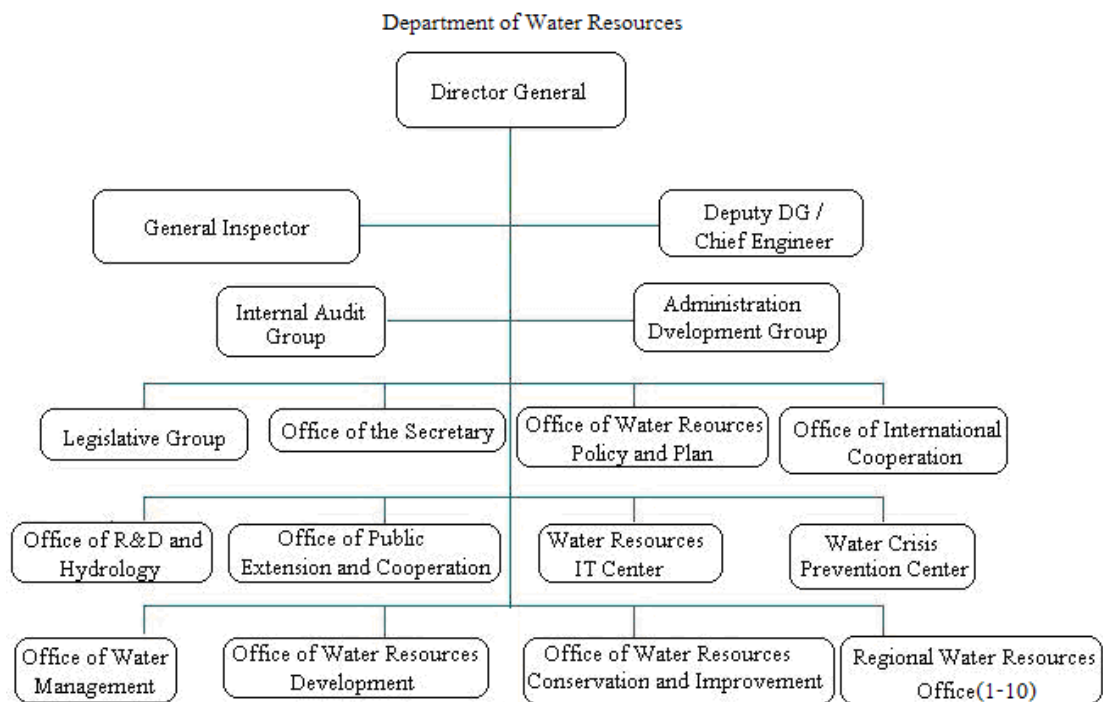 Department of Water Resources
Director General
General Inspector
Deputy DG /
Chief Engineer
Internal Audit
Group
Administration
Dvelopment Group
Legislative Group
Office of the Secretary
Office of Water Reources
Policy and Plan
Office of International
Cooperation
Office of R&D and
Hydrology
Office of Public
Extension and Cooperation
Water Resources
IT Center
Water Crisis
Prevention Center
Office of Water
Management
Office of Water Resources
Development
Office of Water Resources
Conservation and Improvement
Regional Water Resources
Office(1-10)